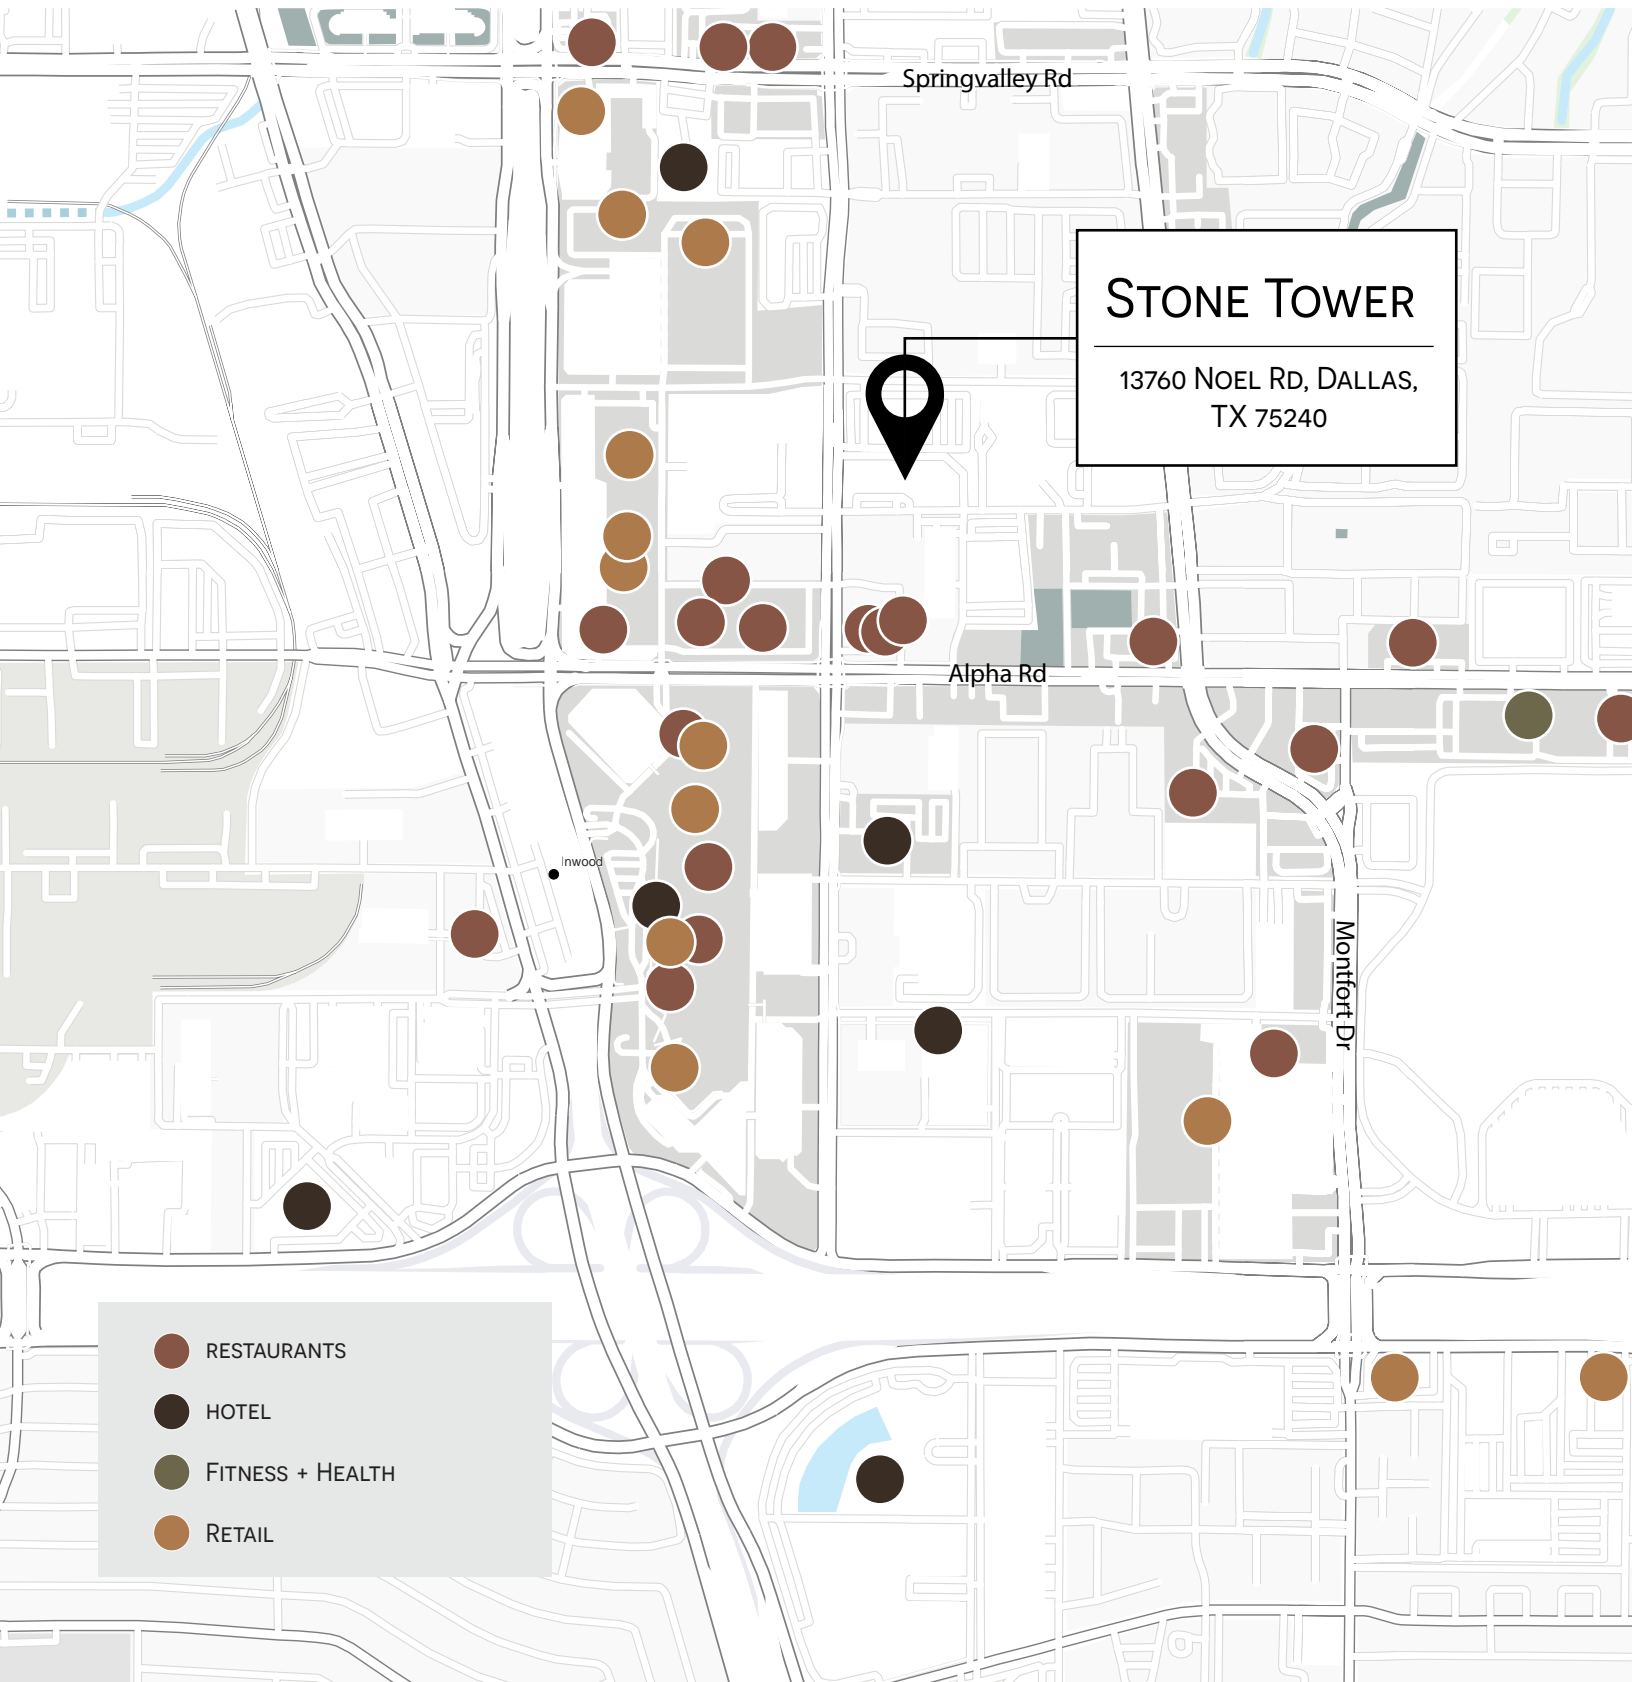 Springvalley Rd
Stone Tower
13760 Noel Rd, Dallas,
TX 75240
Alpha Rd
Inwood
Montfort Dr
restaurants
hotel
Fitness + Health
Retail